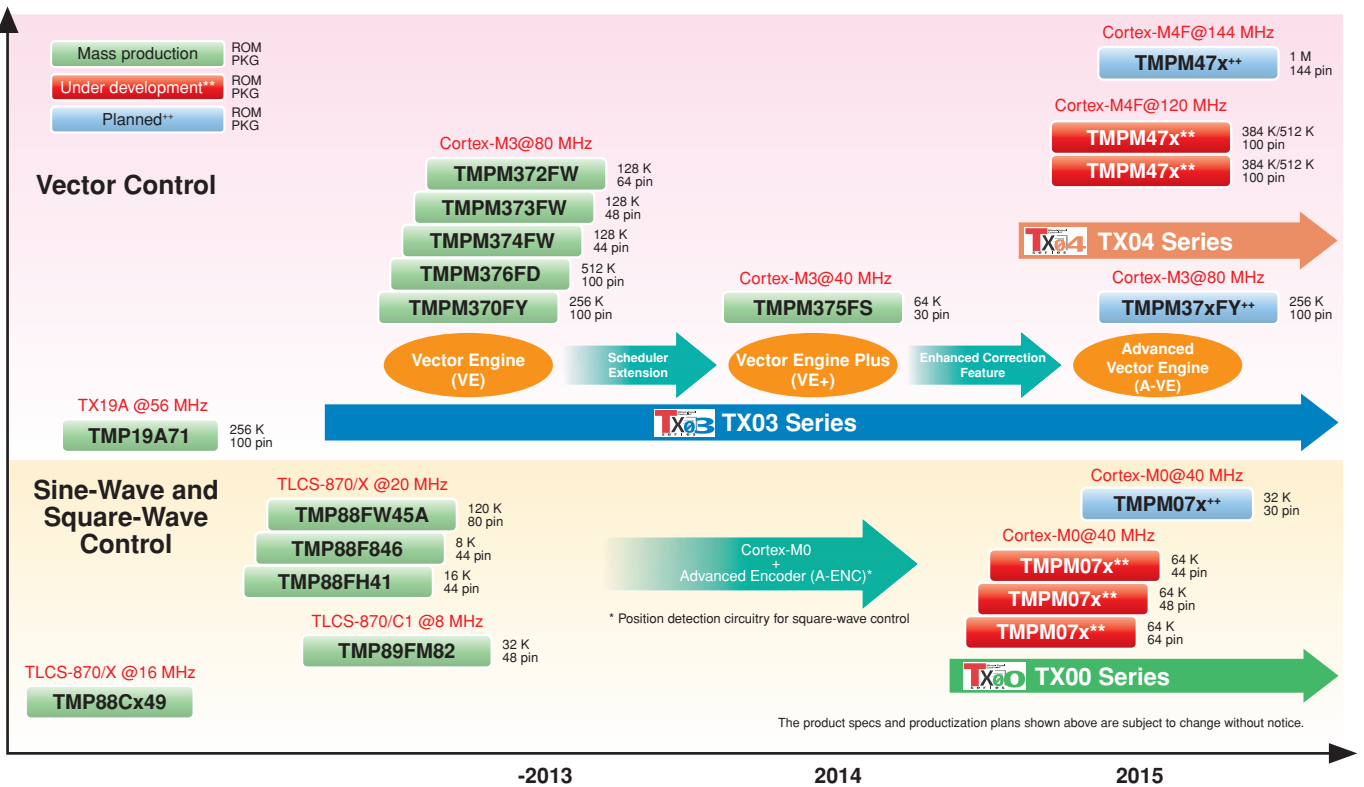 Mass production
ROM
PKG
Under development**
ROM
PKG
Planned++
ROM
PKG
Vector Control
Cortex-M3@80 MHz
TMPM372FW
128 K
64 pin
TMPM373FW
128 K
48 pin
TMPM374FW
128 K
44 pin
TMPM376FD
512 K
100 pin
TMPM370FY
256 K
100 pin
Cortex-M3@40 MHz
TMPM375FS
64 K
30 pin
Cortex-M4F@144 MHz
TMPM47x++
1 M
144 pin
Cortex-M4F@120 MHz
TMPM47x**
384 K/512 K
100 pin
TMPM47x**
384 K/512 K
100 pin
TX04 series
TX04 Series
Cortex-M3@80 MHz
TMPM37xFY++
256 K
100 pin
Vector Engine
(VE)
Scheduler
Extension
Vector Engine Plus
(VE+)
Enhanced Correction
Feature
Advanced
Vector Engine
(A-VE)
TX03 series
TX03 Series
TX19A @56 MHz
TMP19A71
256 K
100 pin
Sine-Wave and
Square-Wave
Control
TLCS-870/X @20 MHz
TMP88FW45A
120 K
80 pin
TMP88F846
8 K
44 pin
TMP88FH41
16 K
44 pin
TLCS-870/C1 @8 MHz
TMP89FM82
32 K
48 pin
TLCS-870/X @16 MHz
TMP88Cx49
Cortex-M0
+
Advanced Encoder (A-ENC)*
* Position detection circuitry for square-wave control
Cortex-M0@40 MHz
TMPM07x++
32 K
30 pin
Cortex-M0@40 MHz
TMPM07x**
64 K
44 pin
TMPM07x**
64 K
48 pin
TMPM07x**
64 K
64 pin
TX00 series
TX00 Series
The product specs and productization plans shown above are subject to change without notice.
-2013
2014
2015